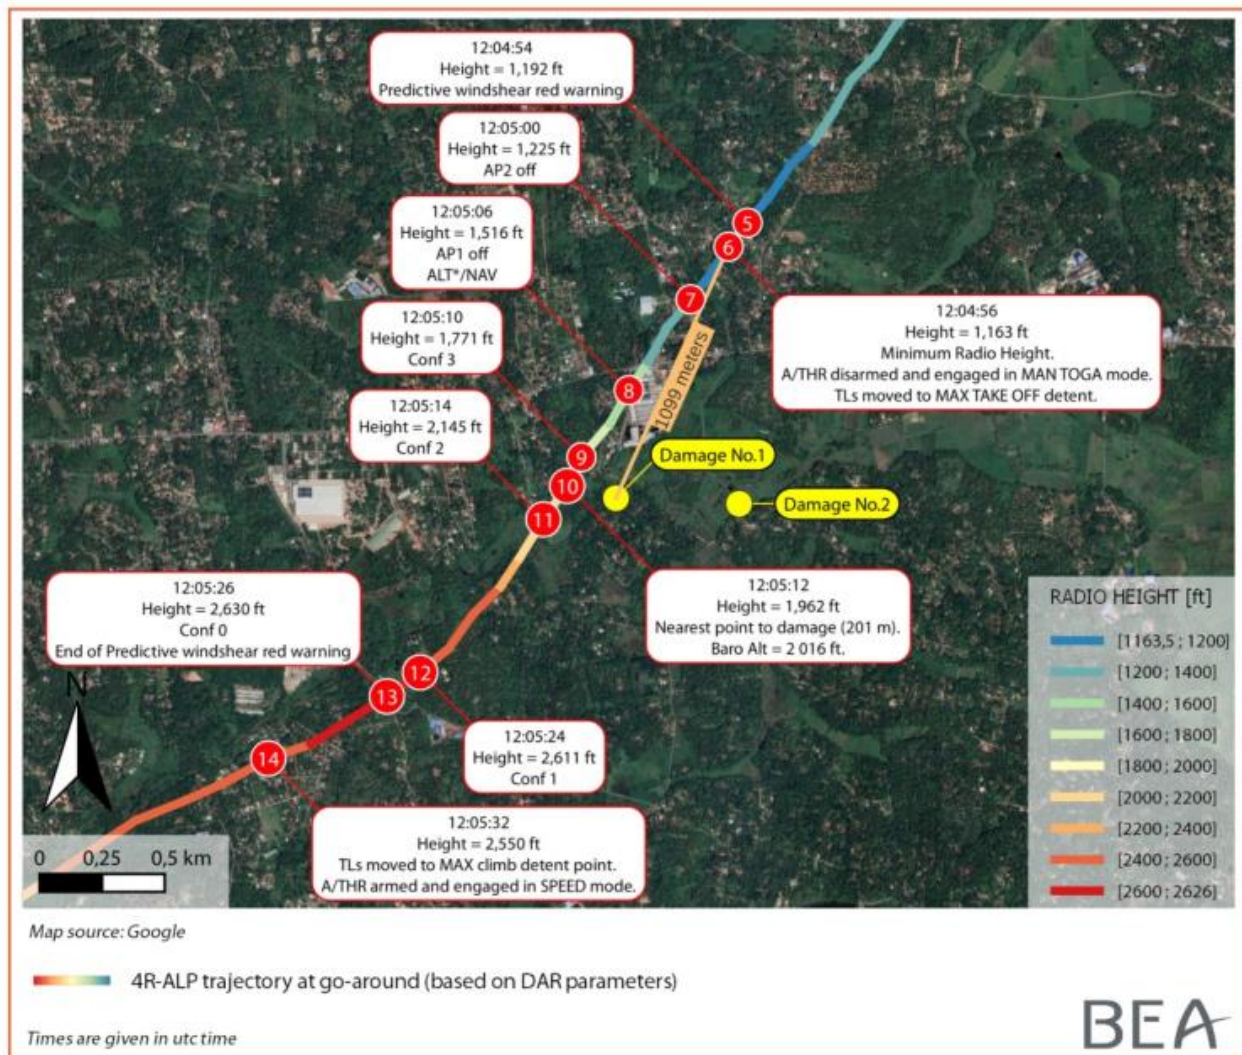 12:04:54
Height = 1,192 ft
Predictive windshear red warning
12:05:00
Height = 1,225 ft
AP2 off
12:05:06
Height = 1,516 ft
AP1 off
ALT*/NAV
12:05:10
Height = 1,771 ft
Conf 3
12:05:14
Height = 2,145 ft
Conf 2
5
6
7
8
9
10
11
12
13
14
1099 meters
12:04:56
Height = 1,163 ft
Minimum Radio Height.
A/THR disarmed and engaged in MAN TOGA mode.
TLs moved to MAX TAKE OFF detent.
Damage No.1
Damage No.2
12:05:12
Height = 1,962 ft
Nearest point to damage (201 m).
Baro Alt = 2 016 ft.
12:05:26
Height = 2,630 ft
Conf 0
End of Predictive windshear red warning
12:05:24
Height = 2,611 ft
Conf 1
12:05:32
Height = 2,550 ft
TLs moved to MAX climb detent point.
A/THR armed and engaged in SPEED mode.
N
0 0,25 0,5 km
RADIO HEIGHT [ft]
[1163,5 ; 1200]
[1200 ; 1400]
[1400 ; 1600]
[1600 ; 1800]
[1800 ; 2000]
[2000 ; 2200]
[2200 ; 2400]
[2400 ; 2600]
[2600 ; 2626]
Map source: Google
4R-ALP trajectory at go-around (based on DAR parameters)
Times are given in utc time
BEA